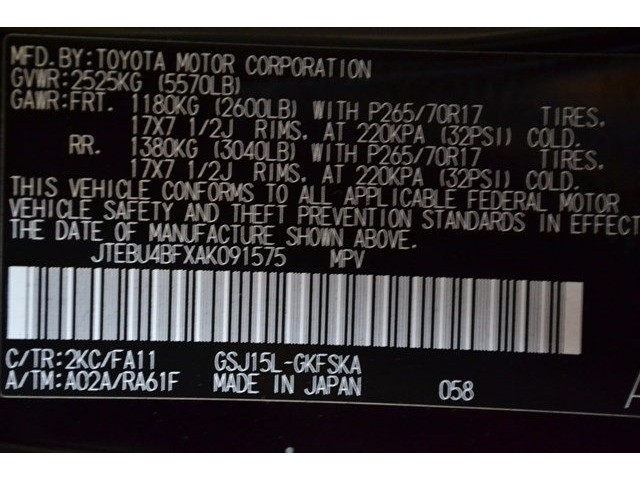 MFD.BY:TOYOTA MOTOR CORPORATION
GVWR:2525KG (5570LB)
GAWR:FRT. 1180KG (2600LB) WITH P265/70R17 TIRES.
17X7 1/2J RIMS. AT 220KPA (32PSI) COLD.
RR. 1380KG (3040LB) WITH P265/70R17 TIRES.
17X7 1/2J RIMS. AT 220KPA (32PSI) COLD.
THIS VEHICLE CONFORMS TO ALL APPLICABLE FEDERAL MOTOR
VEHICLE SAFETY AND THEFT PREVENTION STANDARDS IN EFFECT
THE DATE OF MANUFACTURE SHOWN ABOVE.
JTEBU4BFXAK091575 MPV
C/TR:2KC/FA11 GSJ15L-GKFSKA
A/TM:A02A/RA61F MADE IN JAPAN 058